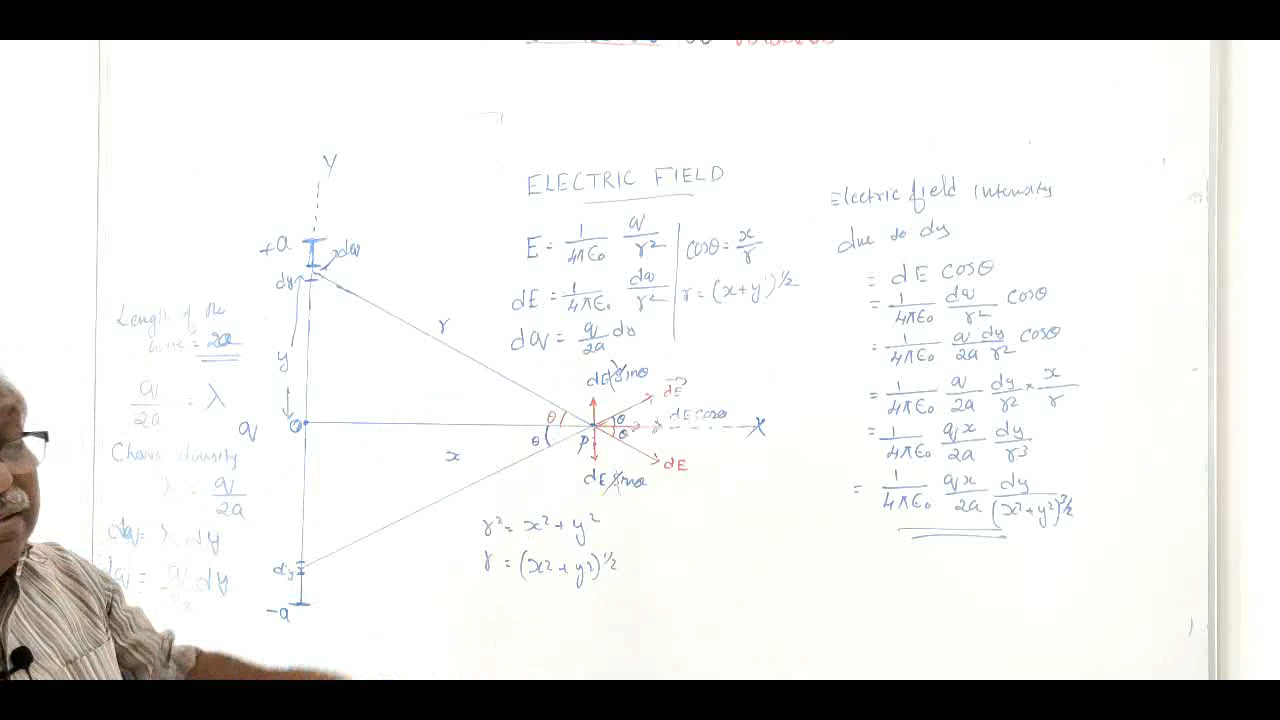 Y
+a
dq
dy
y
O
q
r
x
θ
θ
P
dy
-a
Length of the
wire = 2a
q/2a = λ
Charge density
λ = q/2a
dq = λ dy
dq = q/2a dy
ELECTRIC FIELD
E = 1/4πϵ₀ q/r²
dE = 1/4πϵ₀ dq/r²
dq = q/2a dy
cosθ = x/r
r = (x+y)^1/2
dE sinθ
dE
dE cosθ
X
θ
θ
dE
dE sinθ
r² = x² + y²
r = (x² + y²)^1/2
Electric field intensity
due to dy
= dE cosθ
= 1/4πϵ₀ dq/r² cosθ
= 1/4πϵ₀ q/2a dy/r² cosθ
= 1/4πϵ₀ q/2a dy/r² × x/r
= 1/4πϵ₀ qx/2a dy/r³
= 1/4πϵ₀ qx/2a dy/(x²+y²)^3/2